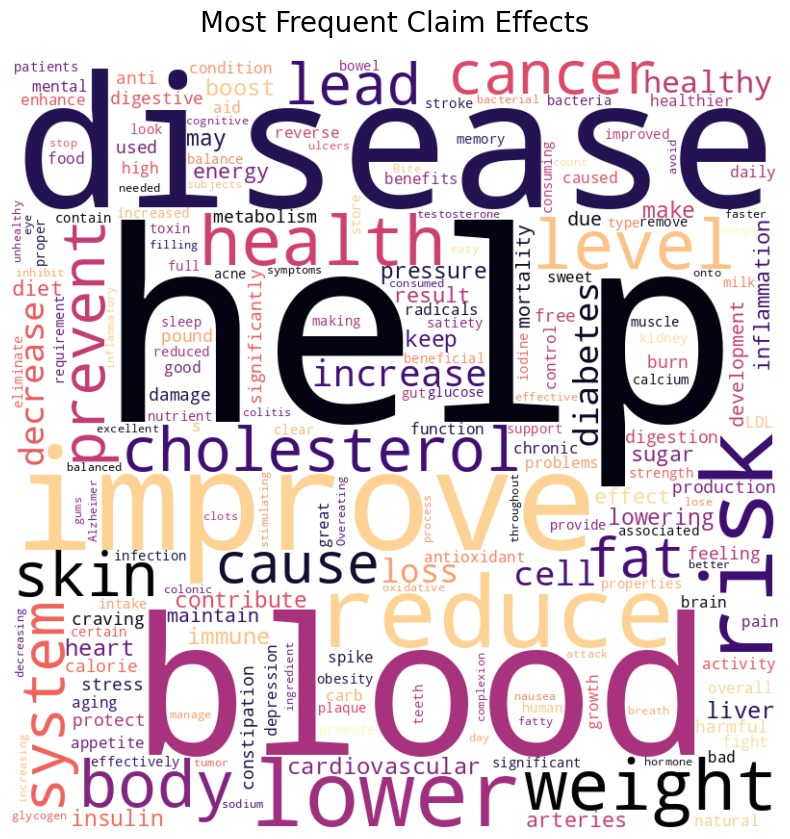 Most Frequent Claim Effects
patients
bowel
condition
mental
anti
boost
lead
cancer
healthy
enhance
digestive
aid
stroke
bacterial
bacteria
healthier
disease
cognitive
look
reverse
ulcers
memory
improved
stop
used
may
food
high
balance
energy
Bite
count
avoid
benefits
consuming
caused
daily
needed
subjects
unhealthy
eye
proper
contain
increased
metabolism
store
testosterone
due
make
type
remove
faster
omega
toxin
filling
health
easy
level
prevent
help
full
acne
symptoms
pressure
consumed
mortality
sweet
onto
milk
inflammation
inhibit
diet
requirement
inflammatory
result
radicals
satiety
keep
beneficial
sleep
pound
reduced
good
significantly
making
iodine
free
control
diabetes
muscle
kidney
burn
calcium
development
eliminate
decrease
damage
nutrient
increase
gut
glucose
effective
colitis
LDL
excellent
s
clear
function
support
chronic
digestion
sugar
strength
balanced
cholesterol
problems
risk
improve
effect
production
lose
gums
Alzheimer
clots
stimulating
great
Overeating
process
throughout
provide
lowering
associated
skin
infection
cause
antioxidant
loss
oxidative
cell
fat
feeling
better
properties
colonic
intake
contribute
reduce
brain
decreasing
craving
certain
maintain
immune
attack
pain
system
heart
calorie
spike
blood
activity
stress
obesity
carb
plaque
teeth
complexion
nausea
human
fatty
growth
breath
overall
aging
manage
constipation
depression
ingredient
promote
day
liver
protect
harmful
fight
appetite
increasing
effectively
tumor
body
cardiovascular
significant
hormone
bad
lower
weight
sodium
glycogen
insulin
arteries
natural